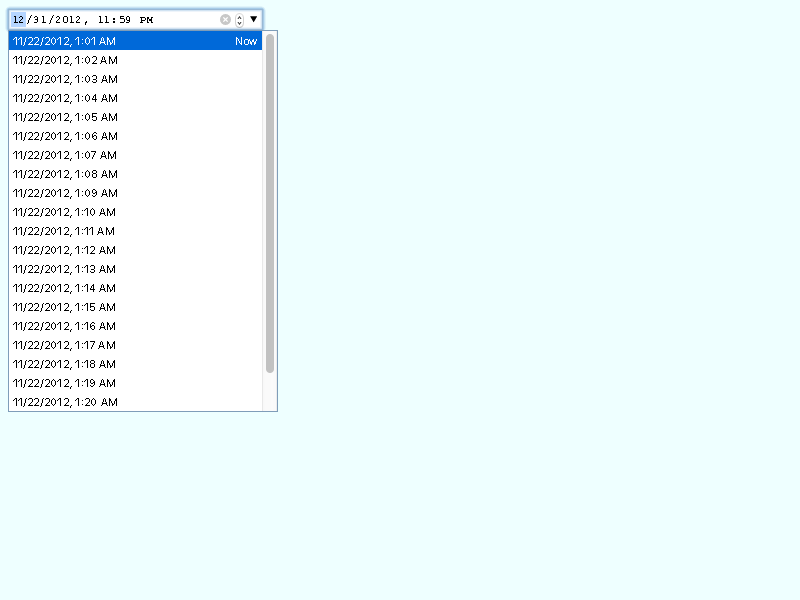 12/31/2012, 11:59 PM
11/22/2012, 1:01 AM Now
11/22/2012, 1:02 AM
11/22/2012, 1:03 AM
11/22/2012, 1:04 AM
11/22/2012, 1:05 AM
11/22/2012, 1:06 AM
11/22/2012, 1:07 AM
11/22/2012, 1:08 AM
11/22/2012, 1:09 AM
11/22/2012, 1:10 AM
11/22/2012, 1:11 AM
11/22/2012, 1:12 AM
11/22/2012, 1:13 AM
11/22/2012, 1:14 AM
11/22/2012, 1:15 AM
11/22/2012, 1:16 AM
11/22/2012, 1:17 AM
11/22/2012, 1:18 AM
11/22/2012, 1:19 AM
11/22/2012, 1:20 AM